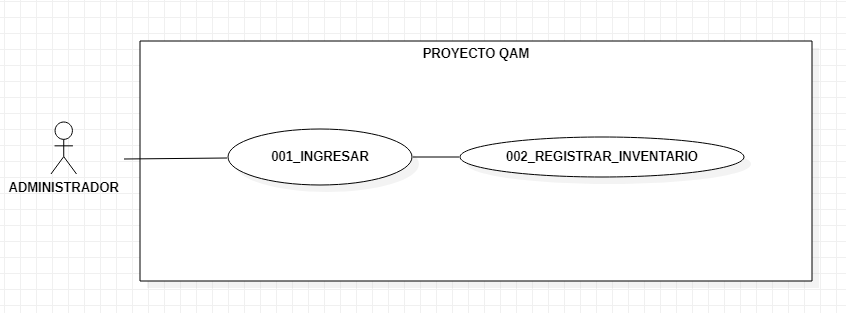 PROYECTO QAM
001_INGRESAR
002_REGISTRAR_INVENTARIO
ADMINISTRADOR